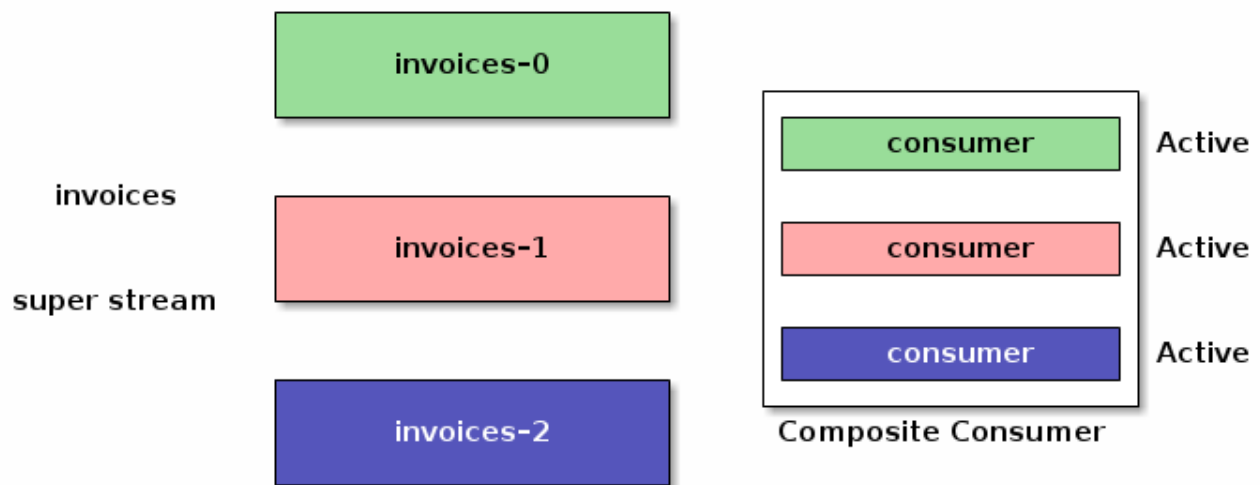 invoices
super stream
invoices-0
invoices-1
invoices-2
consumer Active
consumer Active
consumer Active
Composite Consumer